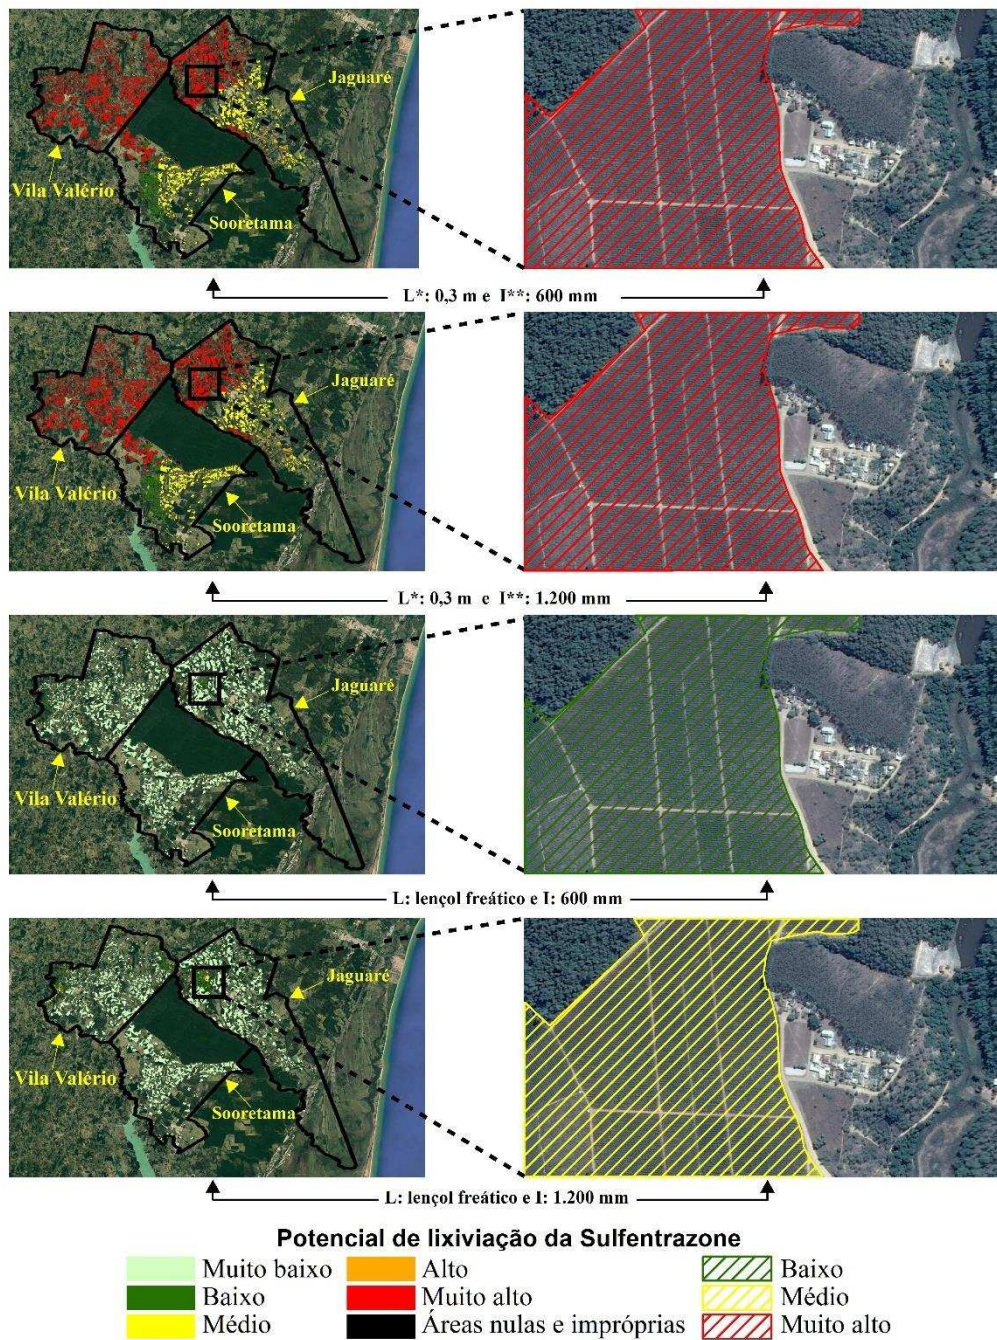 Jaguaré
Vila Valério
Sooretama
L*: 0,3 m e I**: 600 mm
Jaguaré
Vila Valério
Sooretama
L*: 0,3 m e I**: 1.200 mm
Jaguaré
Vila Valério
Sooretama
L: lençol freático e I: 600 mm
Jaguaré
Vila Valério
Sooretama
L: lençol freático e I: 1.200 mm
Potencial de lixiviação da Sulfentrazone
Muito baixo Alto Baixo
Baixo Muito alto Médio
Médio Áreas nulas e impróprias Muito alto